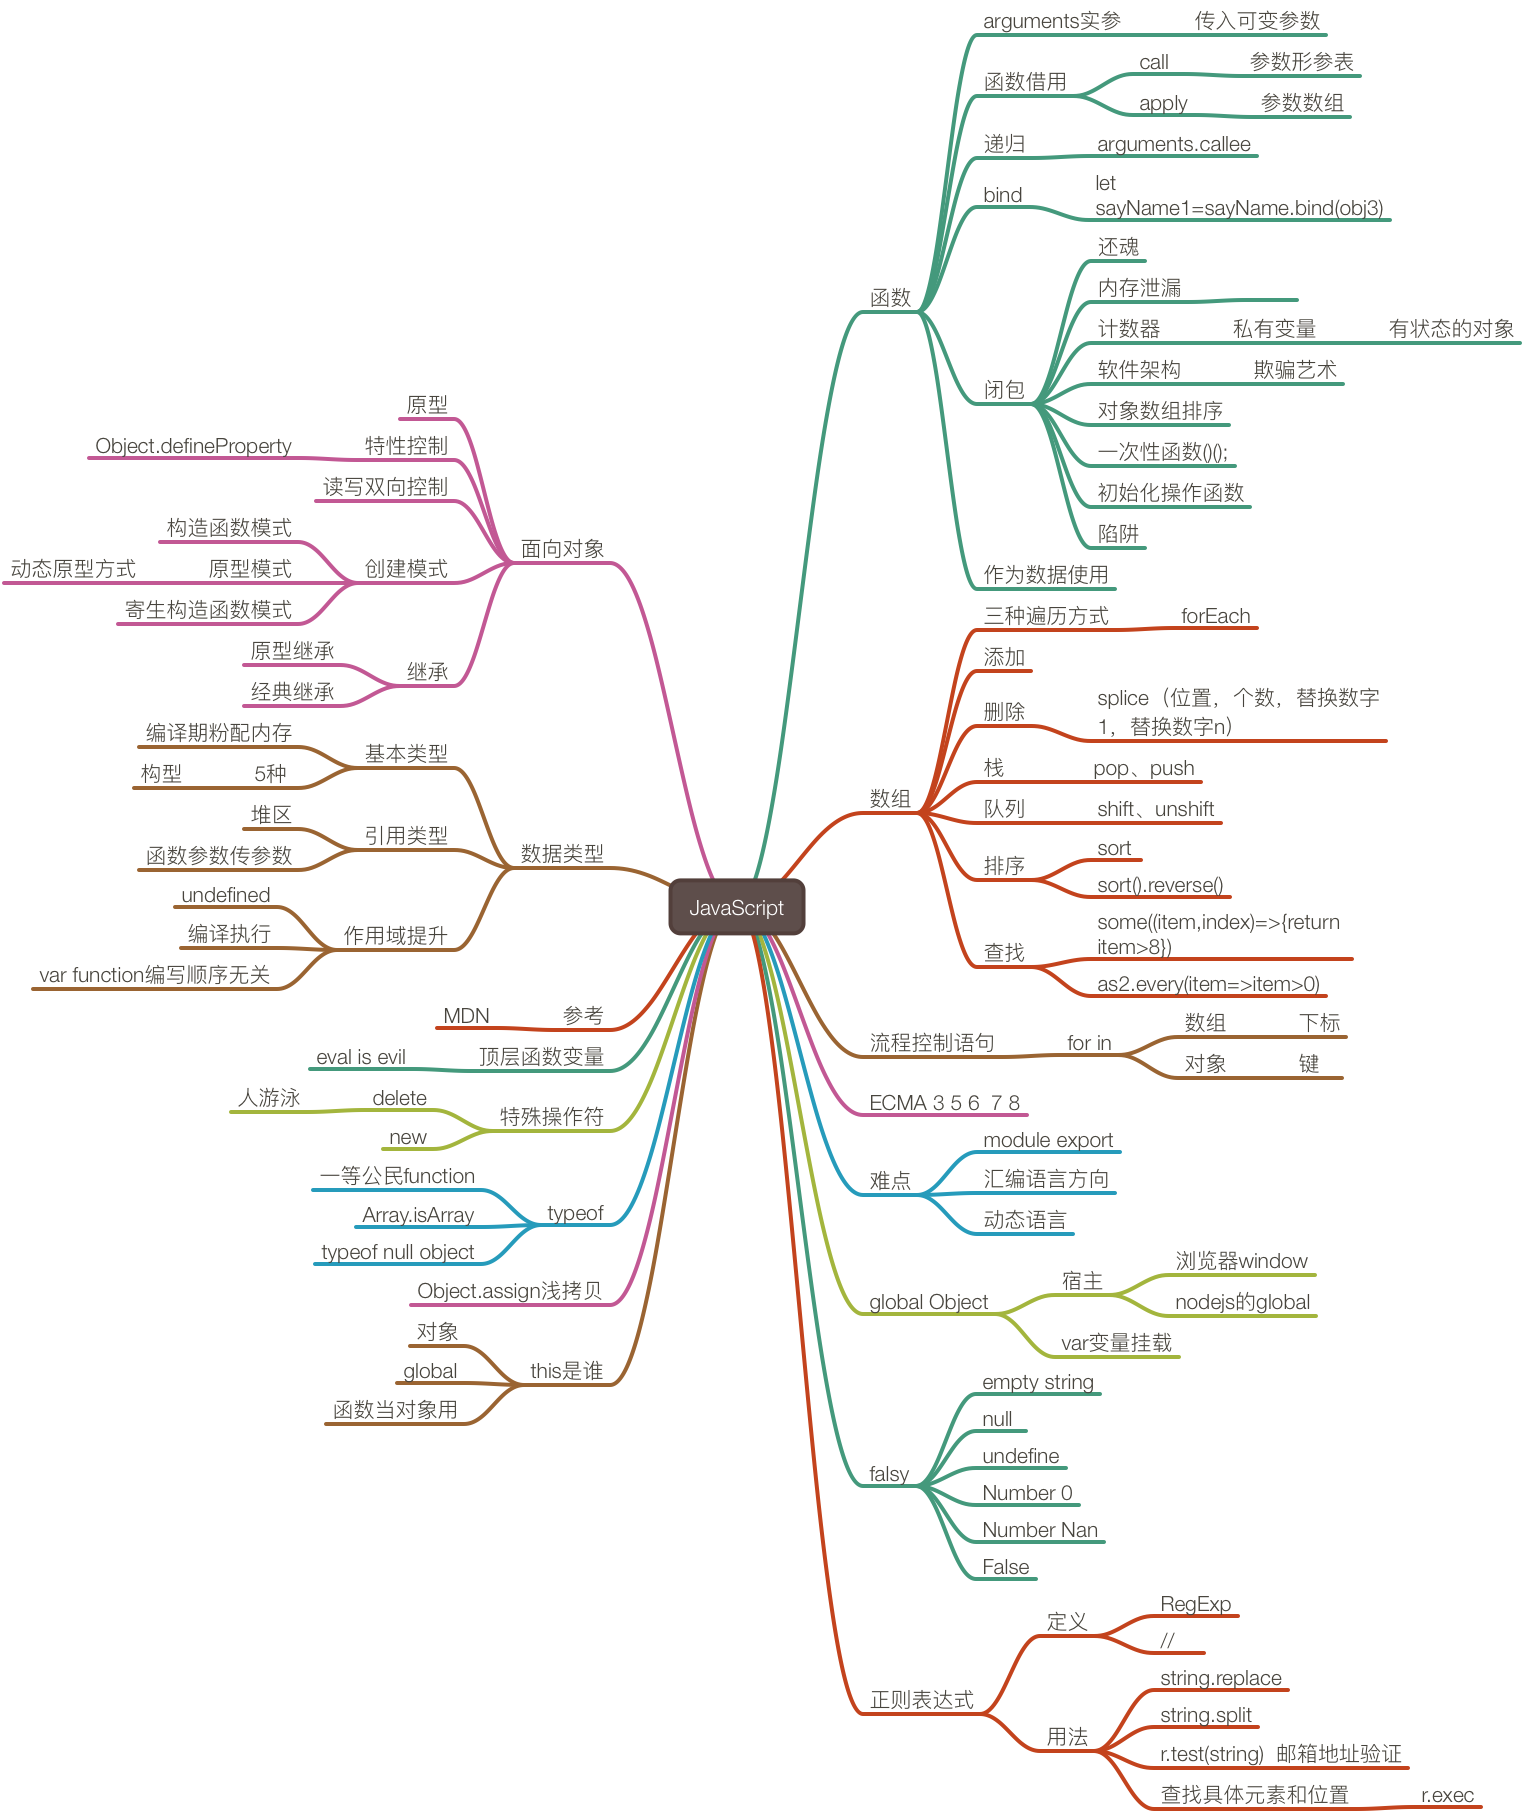 JavaScript
函数
arguments实参
传入可变参数
函数借用
call
参数形参表
apply
参数数组
递归
arguments.callee
bind
let
sayName1=sayName.bind(obj3)
闭包
还魂
内存泄漏
计数器
私有变量
有状态的对象
软件架构
欺骗艺术
对象数组排序
一次性函数()();
初始化操作函数
陷阱
作为数据使用
数组
三种遍历方式
forEach
添加
删除
splice（位置，个数，替换数字
1，替换数字n）
栈
pop、push
队列
shift、unshift
排序
sort
sort().reverse()
查找
some((item,index)=>{return
item>8})
as2.every(item=>item>0)
流程控制语句
for in
数组
下标
对象
键
ECMA 3 5 6  7 8
难点
module export
汇编语言方向
动态语言
global Object
宿主
浏览器window
nodejs的global
var变量挂载
falsy
empty string
null
undefine
Number 0
Number Nan
False
正则表达式
定义
RegExp
//
用法
string.replace
string.split
r.test(string)  邮箱地址验证
查找具体元素和位置
r.exec
面向对象
原型
特性控制
Object.defineProperty
读写双向控制
创建模式
构造函数模式
原型模式
动态原型方式
寄生构造函数模式
继承
原型继承
经典继承
数据类型
基本类型
编译期粉配内存
5种
构型
引用类型
堆区
函数参数传参数
作用域提升
undefined
编译执行
var function编写顺序无关
参考
MDN
顶层函数变量
eval is evil
特殊操作符
delete
人游泳
new
typeof
一等公民function
Array.isArray
typeof null object
Object.assign浅拷贝
this是谁
对象
global
函数当对象用